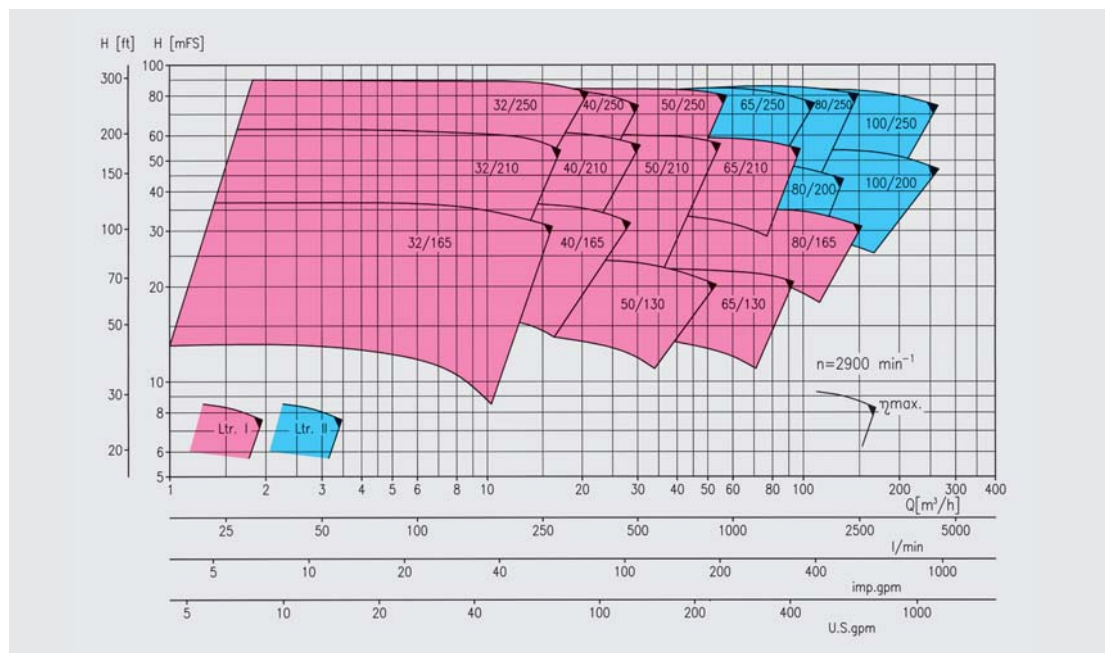 H [ft] H [mFS]
300 100
80
200 60
150 50
40
100 30
70 20
50
30 10
8
20 6
5
32/250 40/250 50/250 65/250 80/250 100/250
32/210 40/210 50/210 65/210 80/200 100/200
32/165 40/165 80/165
50/130 65/130
n=2900 min⁻¹
ηmax.
Ltr. I Ltr. II
1 2 3 4 5 6 8 10 20 30 40 50 60 80 100 200 300 400
Q[m³/h]
25 50 100 250 500 1000 2500 5000
l/min
5 10 20 40 100 200 400 1000
imp.gpm
5 10 20 40 100 200 400 1000
U.S.gpm